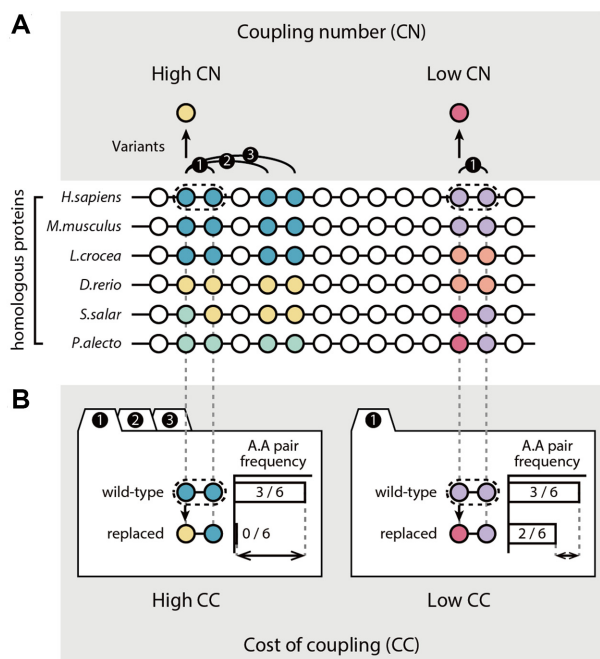 A
Coupling number (CN)
High CN
Low CN
Variants
1
2
3
1
homologous proteins
H.sapiens
M.musculus
L.crocea
D.rerio
S.salar
P.alecto
B
1 2 3
A.A pair
frequency
wild-type
3 / 6
replaced
0 / 6
High CC
1
A.A pair
frequency
wild-type
3 / 6
replaced
2 / 6
Low CC
Cost of coupling (CC)